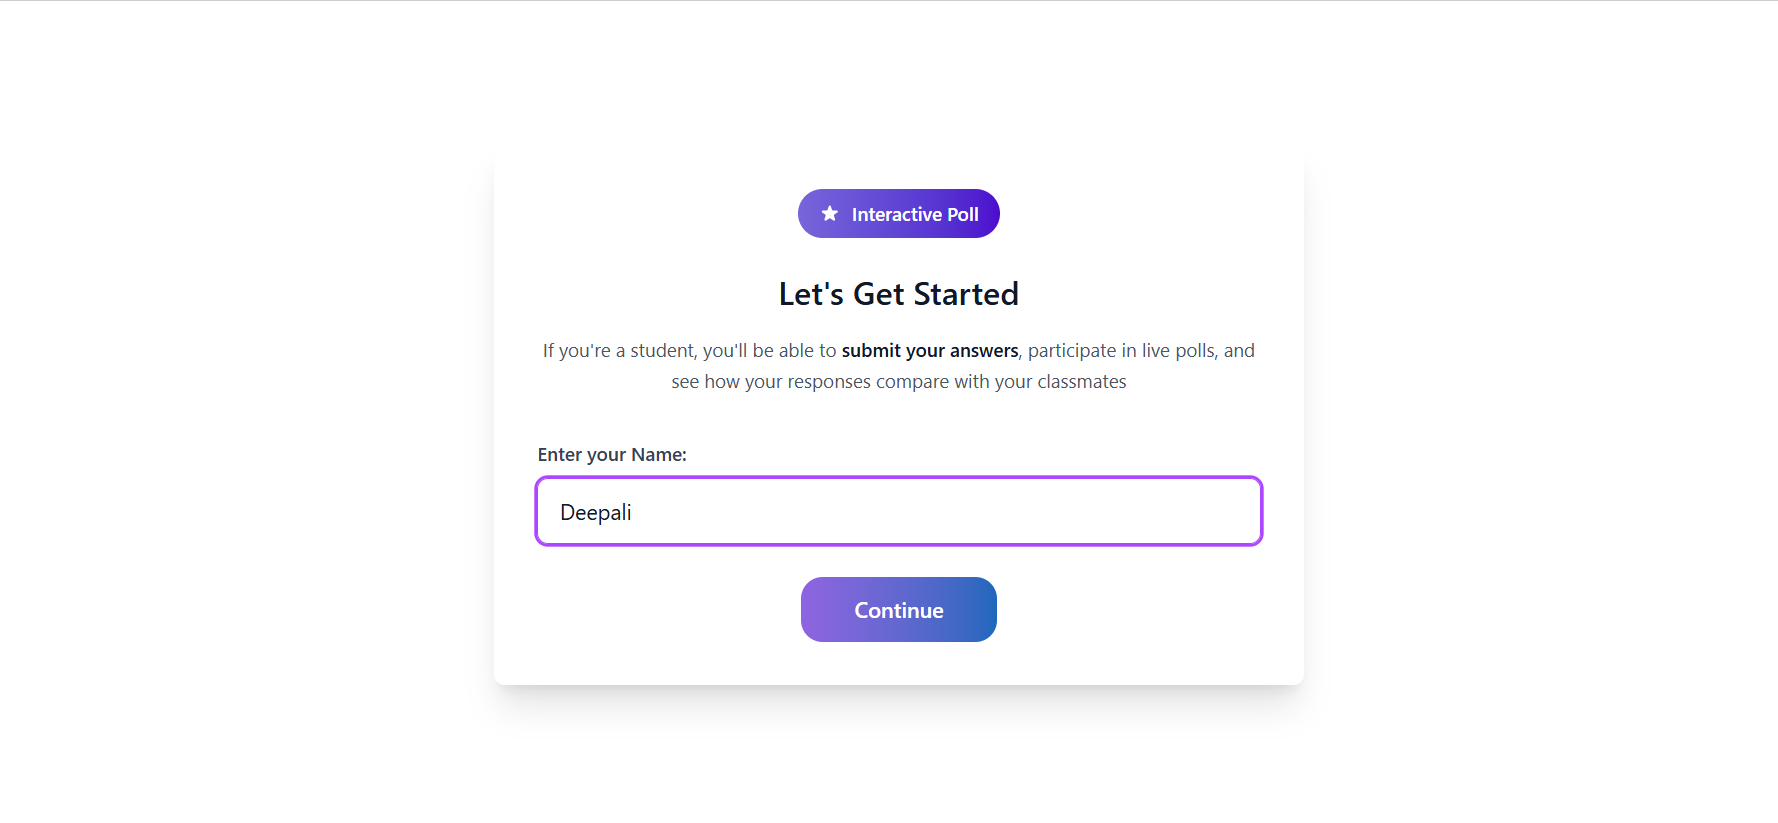 Interactive Poll
Let's Get Started
If you're a student, you'll be able to submit your answers, participate in live polls, and
see how your responses compare with your classmates
Enter your Name:
Deepali
Continue